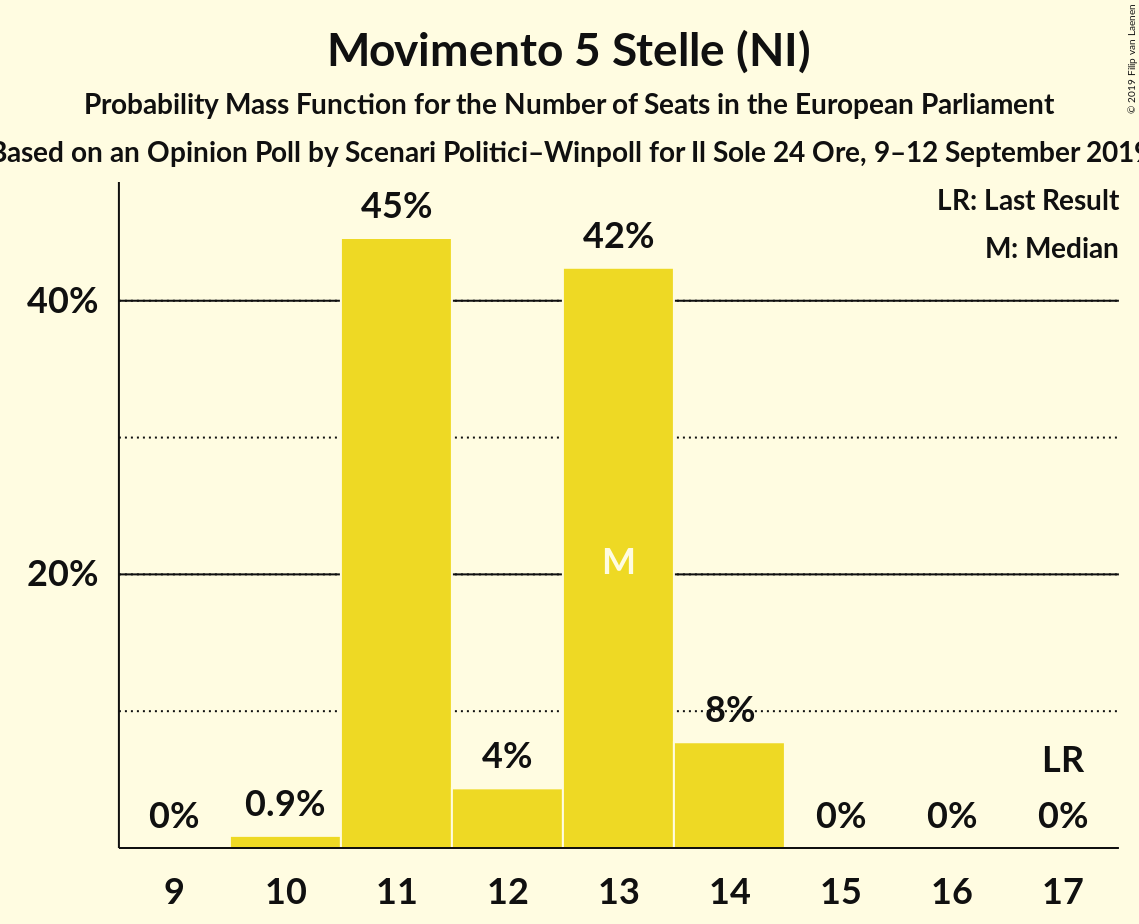 Movimento 5 Stelle (NI)
Probability Mass Function for the Number of Seats in the European Parliament
Based on an Opinion Poll by Scenari Politici–Winpoll for Il Sole 24 Ore, 9–12 September 2019
© 2019 Filip van Laenen
LR: Last Result
M: Median
45%
42%
40%
M
20%
8%
4%
LR
0%
0.9%
0%
0%
0%
9 10 11 12 13 14 15 16 17